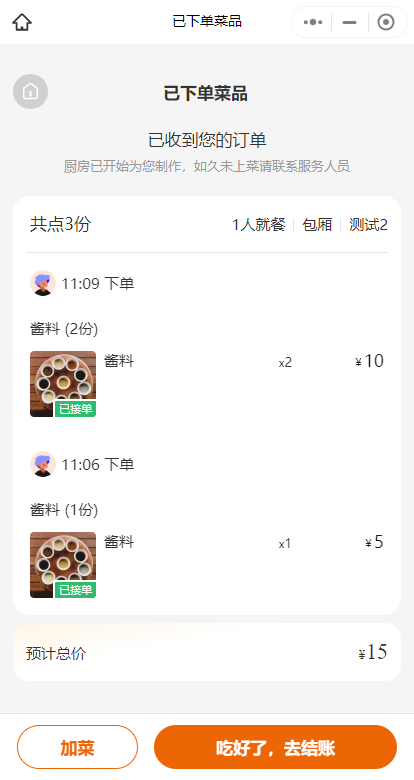 已下单菜品
已下单菜品
已收到您的订单
厨房已开始为您制作，如久未上菜请联系服务人员
共点3份 1人就餐 包厢 测试2
11:09 下单
酱料 (2份)
酱料 x2 ¥10
已接单
11:06 下单
酱料 (1份)
酱料 x1 ¥5
已接单
预计总价 ¥15
加菜 吃好了，去结账